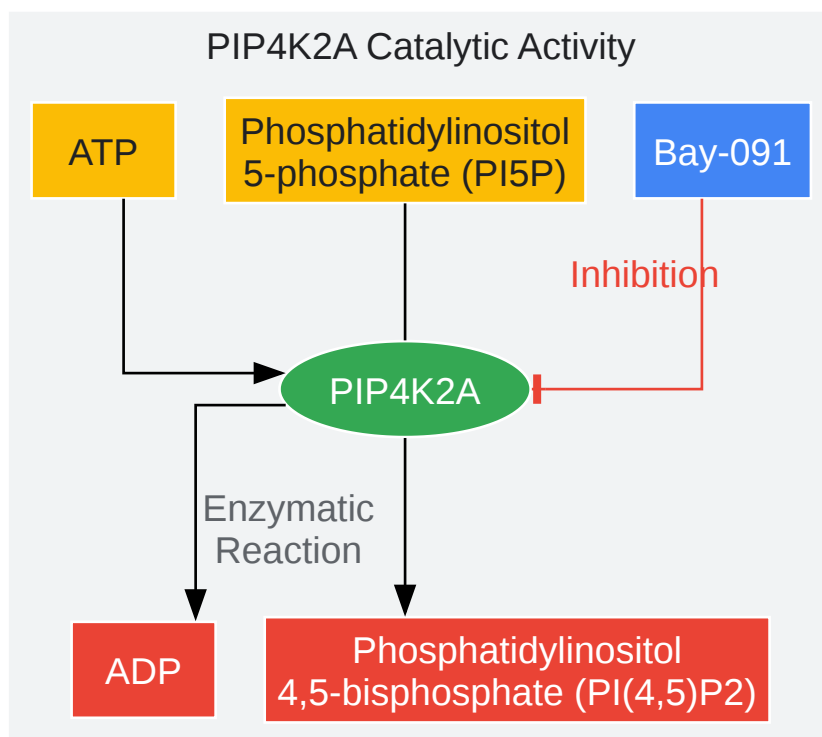 PIP4K2A Catalytic Activity
ATP
Phosphatidylinositol
5-phosphate (PI5P)
Bay-091
Inhibition
PIP4K2A
Enzymatic
Reaction
ADP
Phosphatidylinositol
4,5-bisphosphate (PI(4,5)P2)